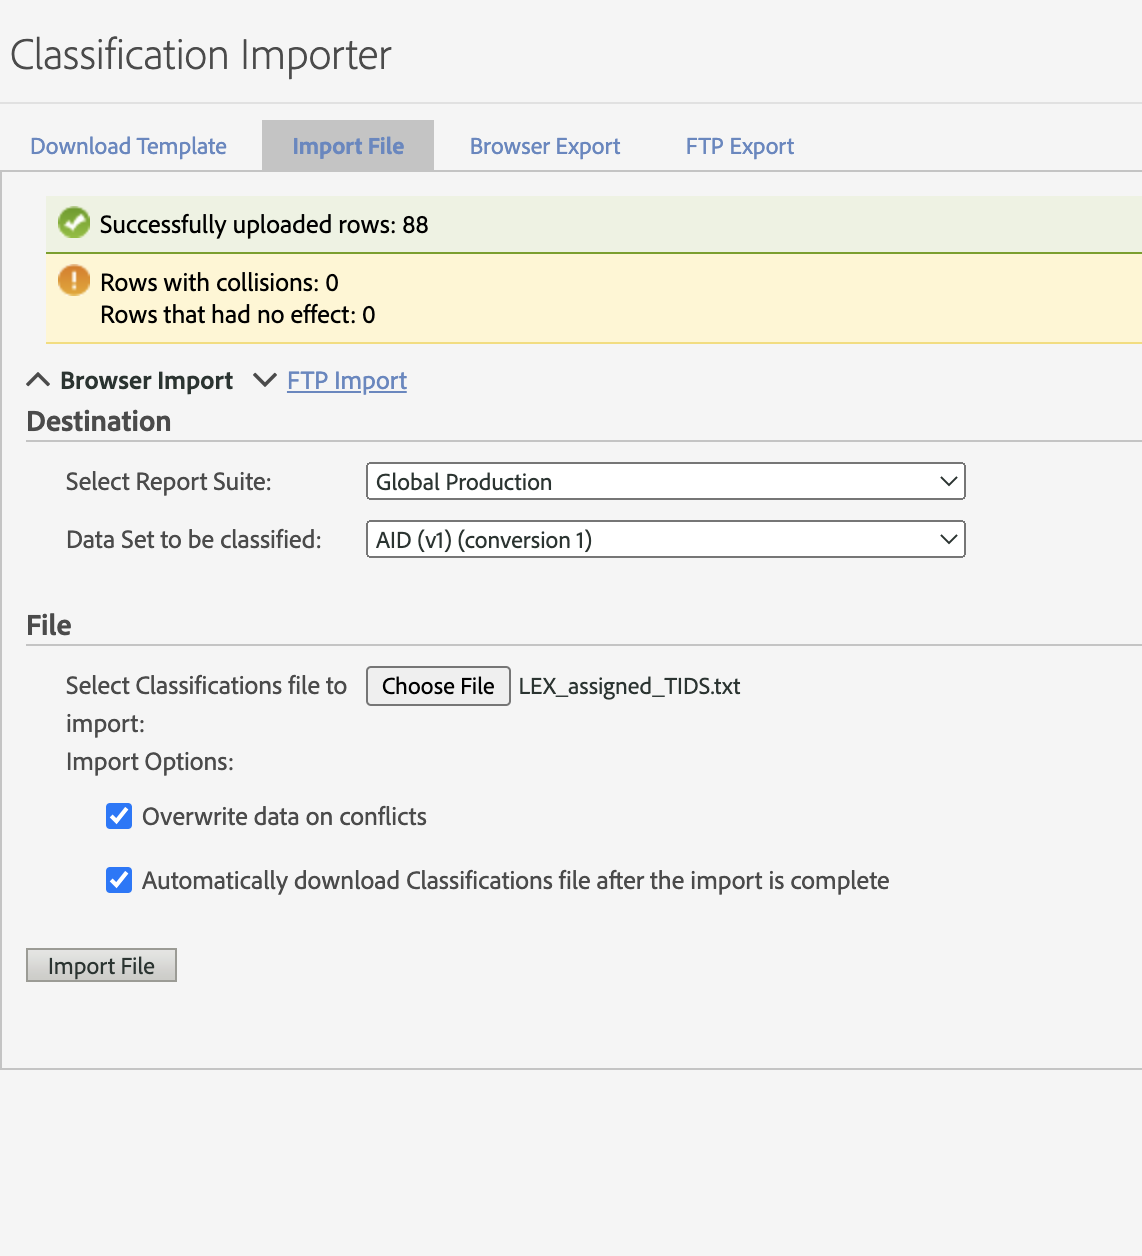 Classification Importer
Download Template Import File Browser Export FTP Export
Successfully uploaded rows: 88
Rows with collisions: 0
Rows that had no effect: 0
Browser Import FTP Import
Destination
Select Report Suite: Global Production
Data Set to be classified: AID (v1) (conversion 1)
File
Select Classifications file to Choose File LEX_assigned_TIDS.txt
import:
Import Options:
Overwrite data on conflicts
Automatically download Classifications file after the import is complete
Import File